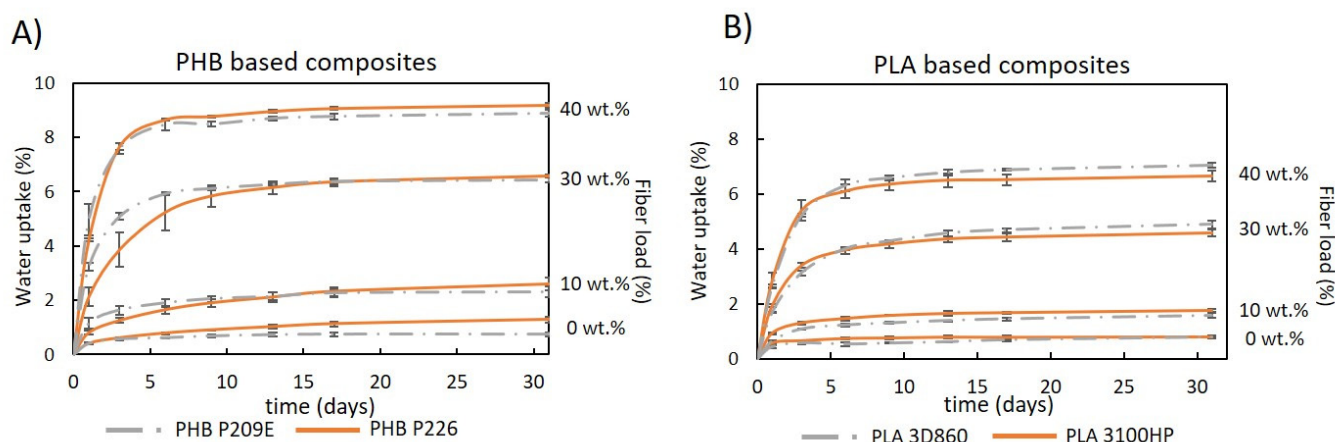 A)
PHB based composites
Water uptake (%)
10
8
6
4
2
0
0 5 10 15 20 25 30
time (days)
40 wt.%
30 wt.%
10 wt.%
0 wt.%
Fiber load (%)
PHB P209E PHB P226
B)
PLA based composites
Water uptake (%)
10
8
6
4
2
0
0 5 10 15 20 25 30
time (days)
40 wt.%
30 wt.%
10 wt.%
0 wt.%
Fiber load (%)
PLA 3D860 PLA 3100HP